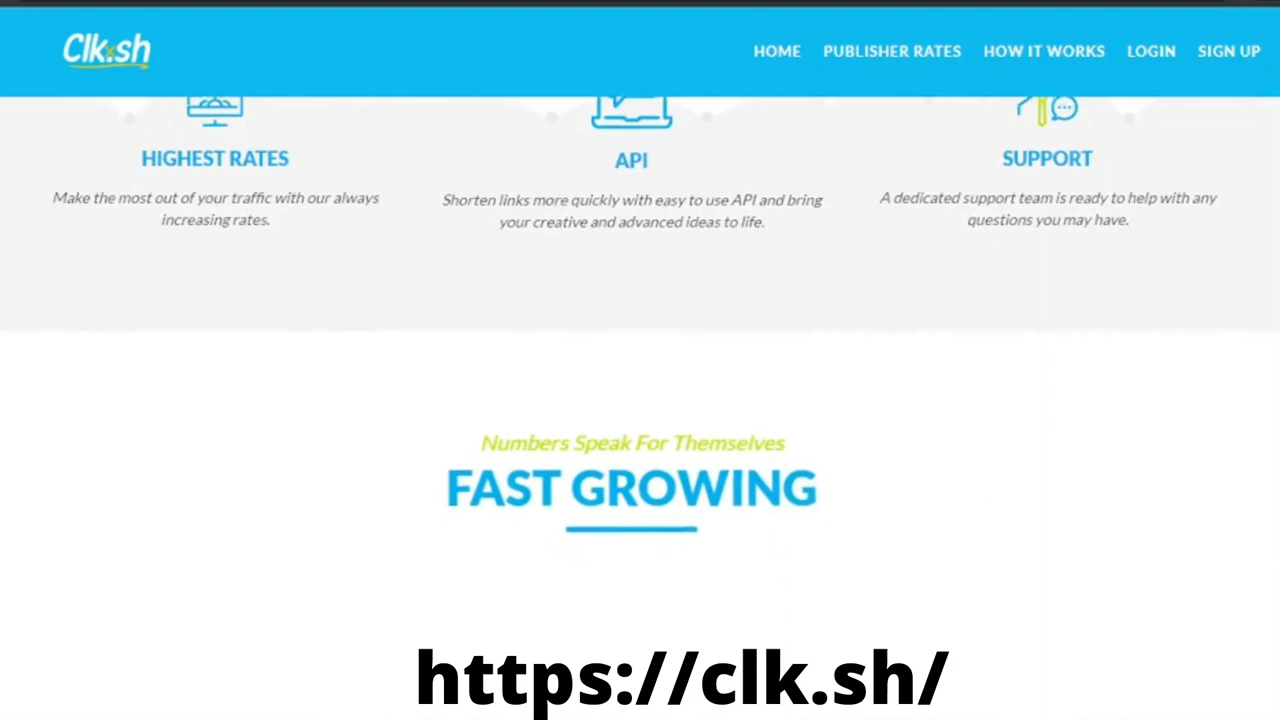 Clk.sh
HOME PUBLISHER RATES HOW IT WORKS LOGIN SIGN UP
HIGHEST RATES
Make the most out of your traffic with our always
increasing rates.
API
Shorten links more quickly with easy to use API and bring
your creative and advanced ideas to life.
SUPPORT
A dedicated support team is ready to help with any
questions you may have.
Numbers Speak For Themselves
FAST GROWING
https://clk.sh/